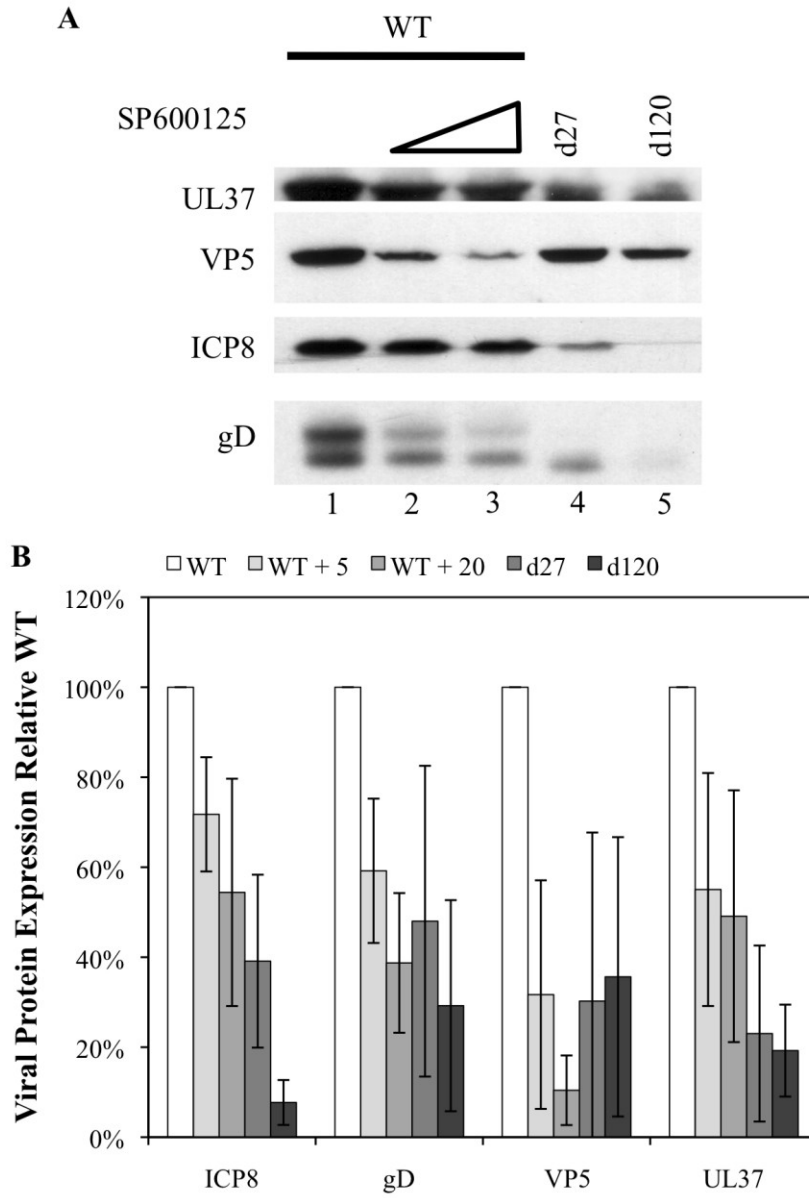 A
WT
SP600125
d27
d120
UL37
VP5
ICP8
gD
1 2 3 4 5
B
WT WT + 5 WT + 20 d27 d120
Viral Protein Expression Relative WT
120%
100%
80%
60%
40%
20%
0%
ICP8 gD VP5 UL37